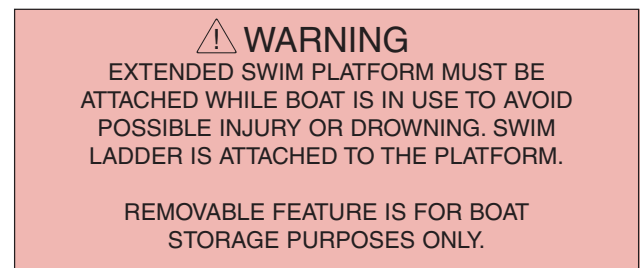 ⚠ WARNING
EXTENDED SWIM PLATFORM MUST BE
ATTACHED WHILE BOAT IS IN USE TO AVOID
POSSIBLE INJURY OR DROWNING. SWIM
LADDER IS ATTACHED TO THE PLATFORM.

REMOVABLE FEATURE IS FOR BOAT
STORAGE PURPOSES ONLY.